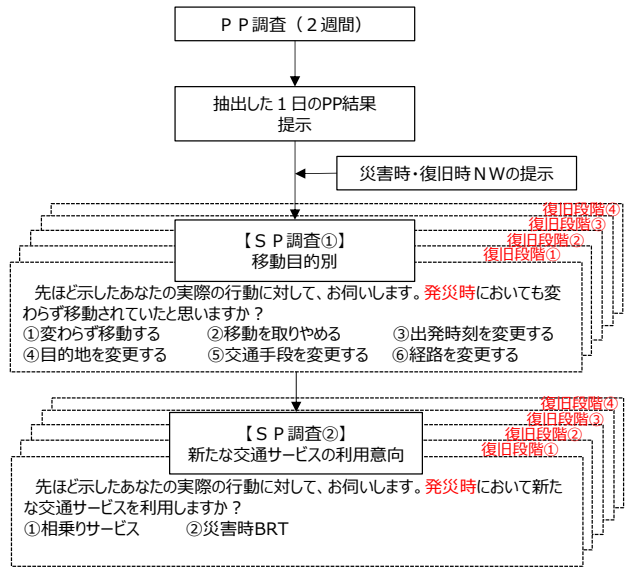 ＰＰ調査（２週間）
抽出した１日のPP結果
提示
災害時・復旧時ＮＷの提示
復旧段階④
復旧段階③
復旧段階②
復旧段階①
【ＳＰ調査①】
移動目的別
先ほど示したあなたの実際の行動に対して、お伺いします。発災時においても変
わらず移動されていたと思いますか？
①変わらず移動する　②移動を取りやめる　③出発時刻を変更する
④目的地を変更する　⑤交通手段を変更する　⑥経路を変更する
復旧段階④
復旧段階③
復旧段階②
復旧段階①
【ＳＰ調査②】
新たな交通サービスの利用意向
先ほど示したあなたの実際の行動に対して、お伺いします。発災時において新た
な交通サービスを利用しますか？
①相乗りサービス　②災害時BRT